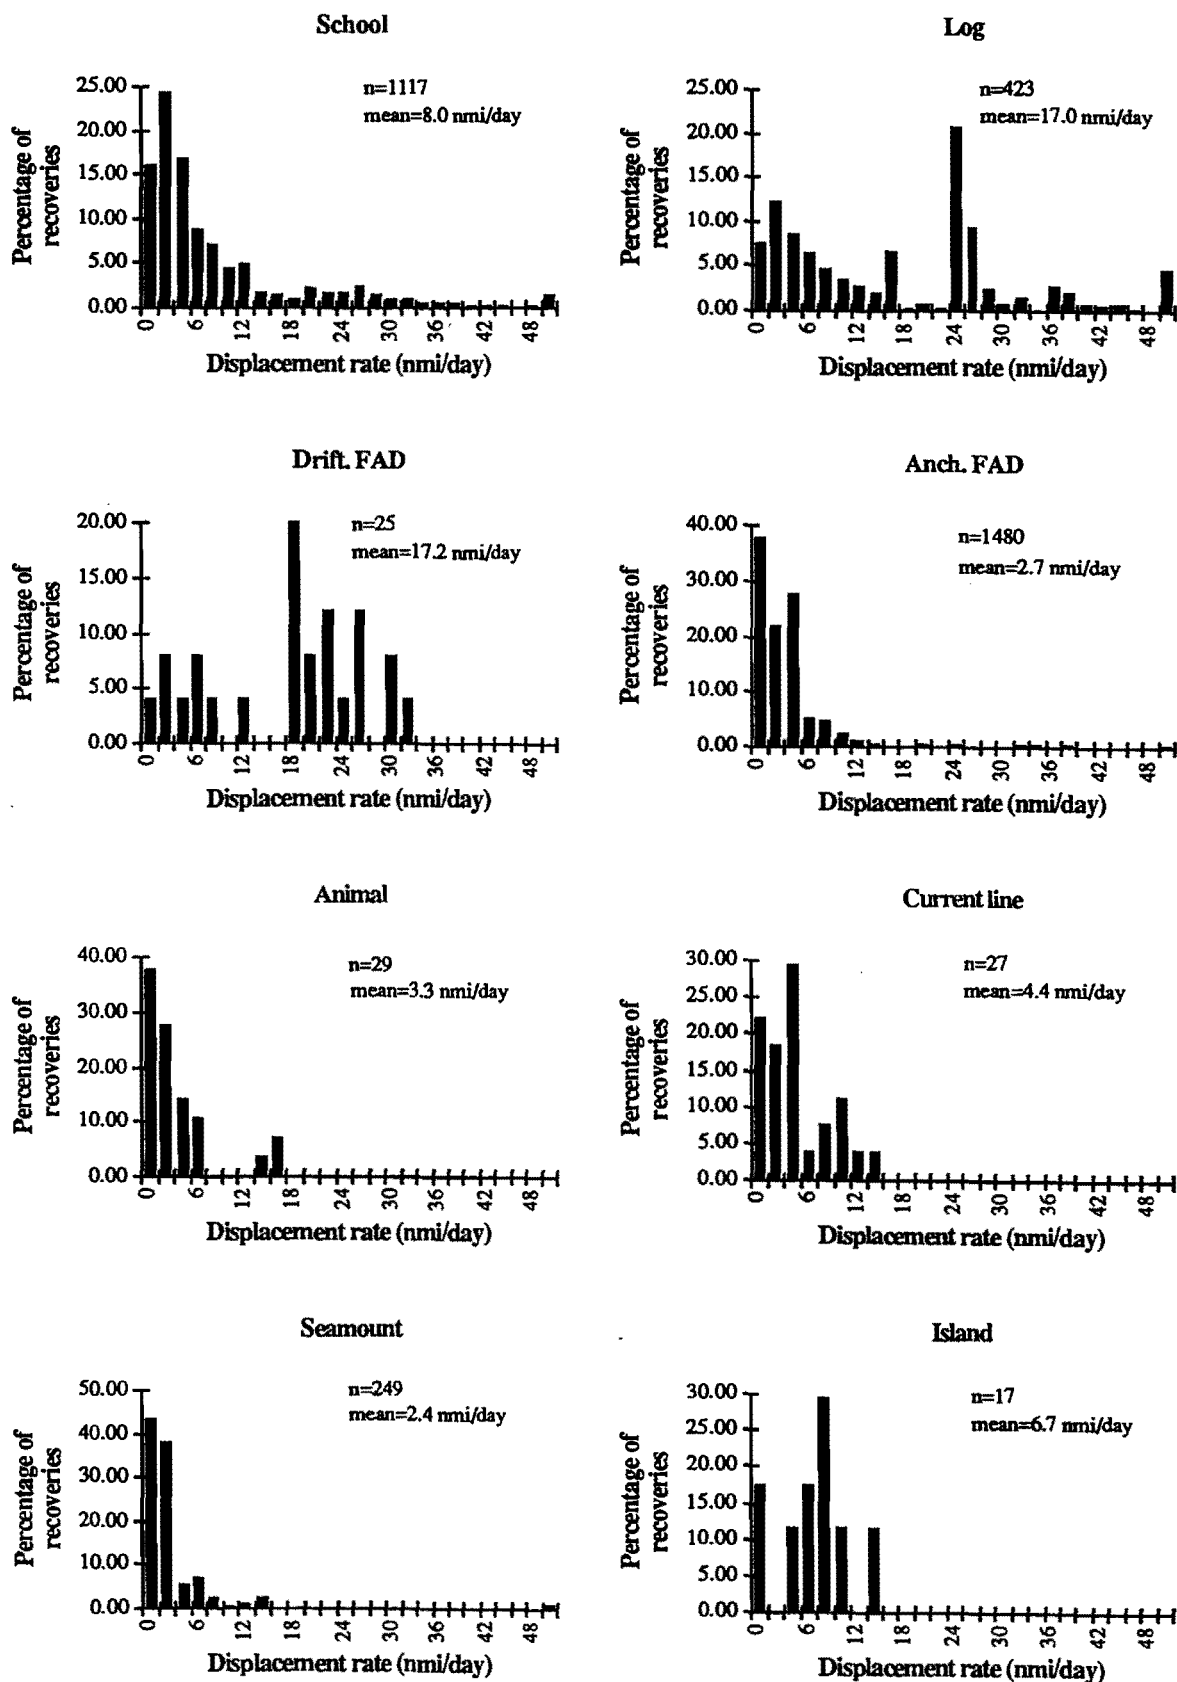 School
25.00
20.00
15.00
10.00
5.00
0.00
Percentage of
recoveries
n=1117
mean=8.0 nmi/day
0 6 12 18 24 30 36 42 48
Displacement rate (nmi/day)
Log
25.00
20.00
15.00
10.00
5.00
0.00
Percentage of
recoveries
n=423
mean=17.0 nmi/day
0 6 12 18 24 30 36 42 48
Displacement rate (nmi/day)
Drift. FAD
20.00
15.00
10.00
5.00
0.00
Percentage of
recoveries
n=25
mean=17.2 nmi/day
0 6 12 18 24 30 36 42 48
Displacement rate (nmi/day)
Anch. FAD
40.00
30.00
20.00
10.00
0.00
Percentage of
recoveries
n=1480
mean=2.7 nmi/day
0 6 12 18 24 30 36 42 48
Displacement rate (nmi/day)
Animal
40.00
30.00
20.00
10.00
0.00
Percentage of
recoveries
n=29
mean=3.3 nmi/day
0 6 12 18 24 30 36 42 48
Displacement rate (nmi/day)
Current line
30.00
25.00
20.00
15.00
10.00
5.00
0.00
Percentage of
recoveries
n=27
mean=4.4 nmi/day
0 6 12 18 24 30 36 42 48
Displacement rate (nmi/day)
Seamount
50.00
40.00
30.00
20.00
10.00
0.00
Percentage of
recoveries
n=249
mean=2.4 nmi/day
0 6 12 18 24 30 36 42 48
Displacement rate (nmi/day)
Island
30.00
25.00
20.00
15.00
10.00
5.00
0.00
Percentage of
recoveries
n=17
mean=6.7 nmi/day
0 6 12 18 24 30 36 42 48
Displacement rate (nmi/day)